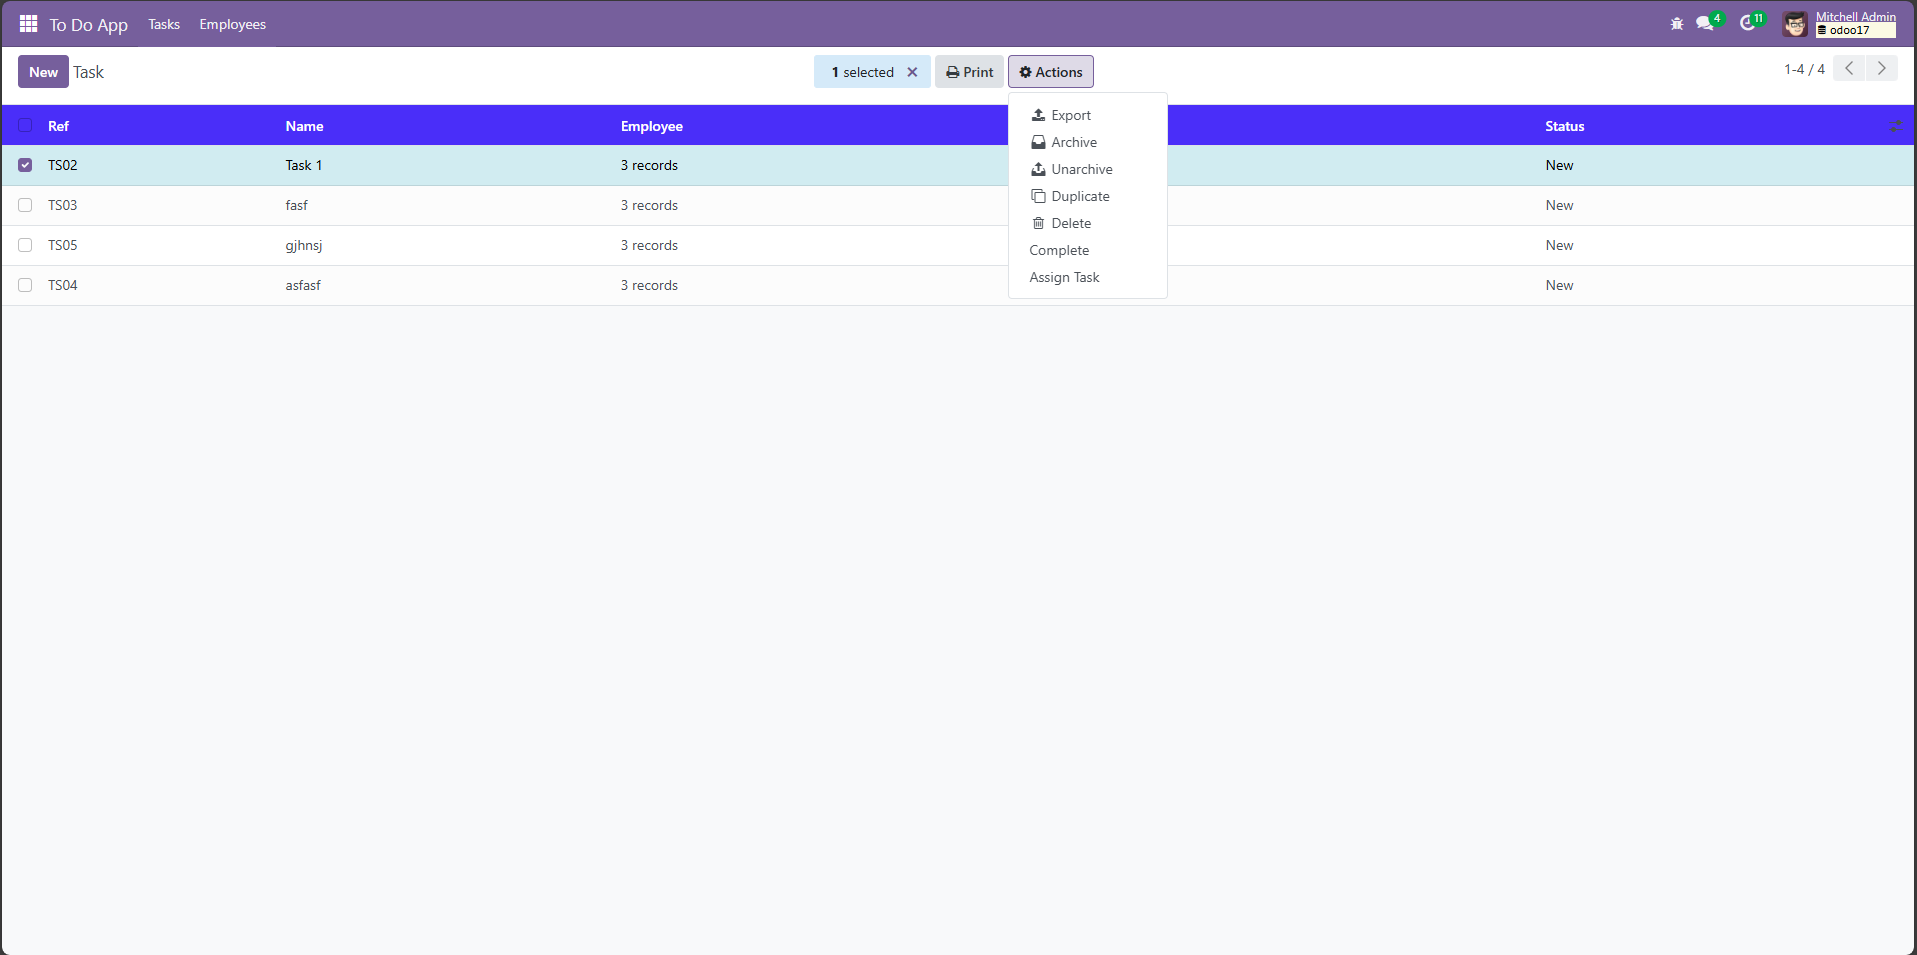 To Do App Tasks Employees 4 11 Mitchell Admin
odoo17
New Task 1 selected Print Actions 1-4 / 4
Export
Archive
Unarchive
Duplicate
Delete
Complete
Assign Task
Ref Name Employee Status
TS02 Task 1 3 records New
TS03 fasf 3 records New
TS05 gjhnsj 3 records New
TS04 asfasf 3 records New